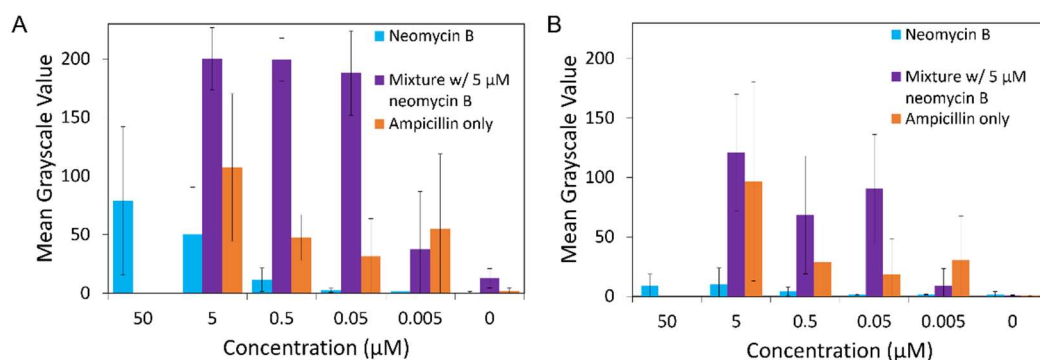 A
Mean Grayscale Value
200
150
100
50
0
Neomycin B
Mixture w/ 5 µM
neomycin B
Ampicillin only
50 5 0.5 0.05 0.005 0
Concentration (µM)
B
Mean Grayscale Value
200
150
100
50
0
Neomycin B
Mixture w/ 5 µM
neomycin B
Ampicillin only
50 5 0.5 0.05 0.005 0
Concentration (µM)